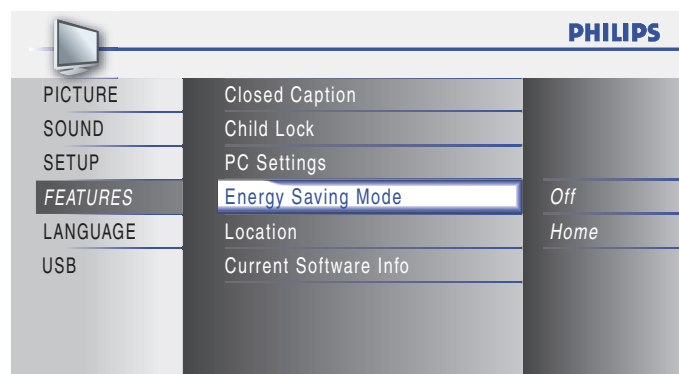 PHILIPS
PICTURE
SOUND
SETUP
FEATURES
LANGUAGE
USB
Closed Caption
Child Lock
PC Settings
Energy Saving Mode
Location
Current Software Info
Off
Home